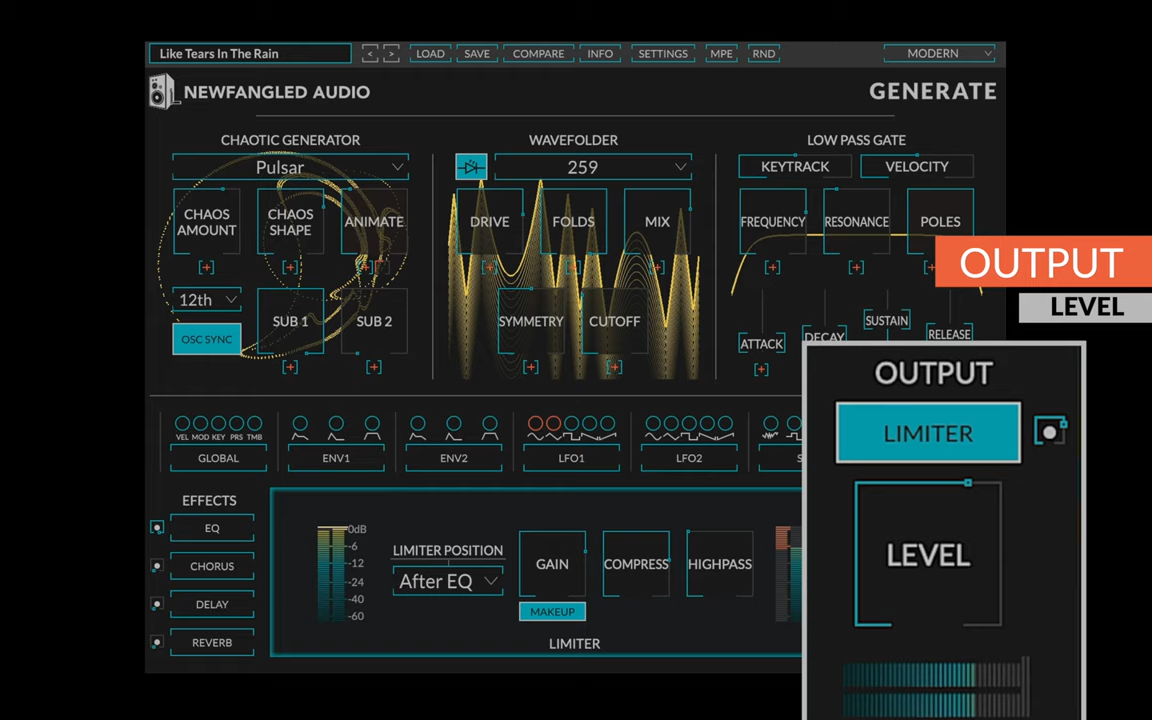 Like Tears In The Rain
< >
LOAD SAVE COMPARE INFO SETTINGS MPE RND MODERN
NEWFANGLED AUDIO
GENERATE
CHAOTIC GENERATOR WAVEFOLDER LOW PASS GATE
Pulsar 259 KEYTRACK VELOCITY
CHAOS AMOUNT
CHAOS SHAPE
ANIMATE DRIVE FOLDS MIX FREQUENCY RESONANCE POLES
[+] [+] [+] [+] [+] [+] [+] [+] [+]
OUTPUT
LEVEL
12th
OSC SYNC
SUB 1 SUB 2 SYMMETRY CUTOFF
ATTACK DECAY SUSTAIN RELEASE
[+] [+] [+] [+] [+]
VEL MOD KEY PRS TMB
GLOBAL ENV1 ENV2 LFO1 LFO2
EFFECTS
EQ
CHORUS
DELAY
REVERB
0dB
-6
-12
-24
-40
-60
LIMITER POSITION
After EQ
GAIN COMPRESS HIGHPASS
MAKEUP
LIMITER
OUTPUT
LIMITER
LEVEL